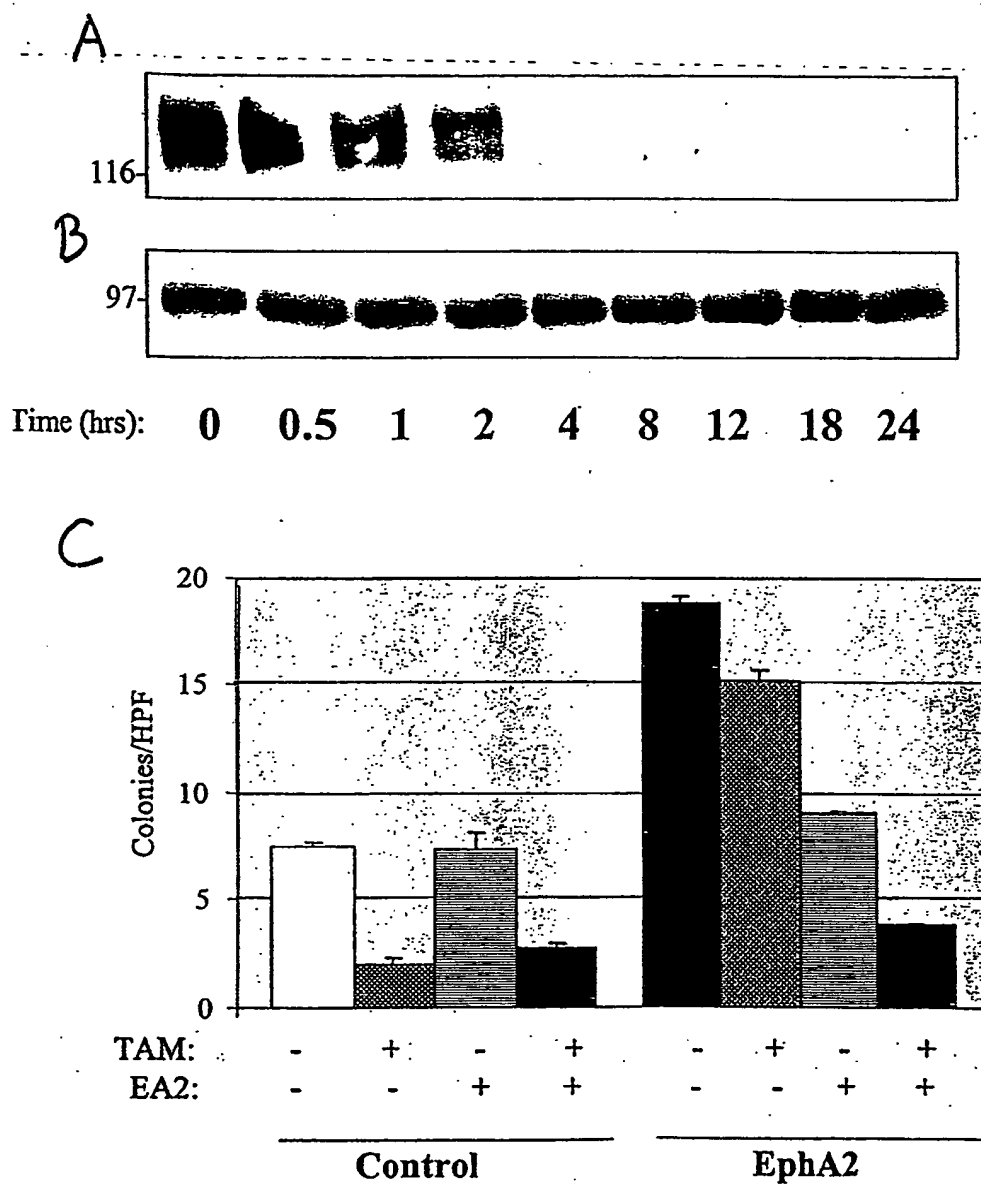 A
116-
B
97-
Time (hrs): 0 0.5 1 2 4 8 12 18 24
C
20
15
10
5
0
Colonies/HPF
TAM: - + - + - + - +
EA2: - - + + - - + +
Control EphA2